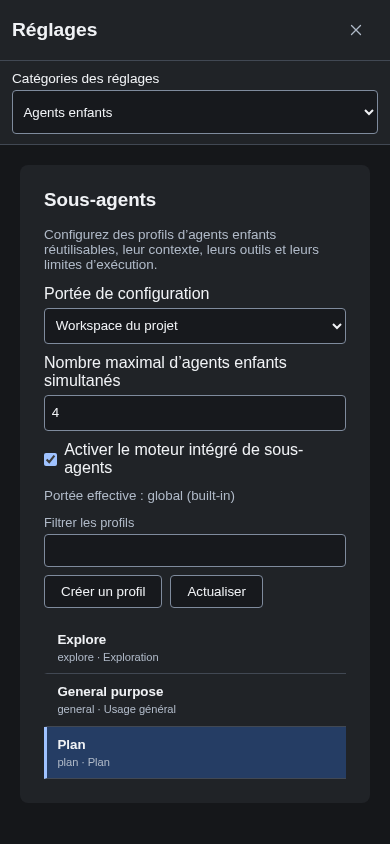 Réglages
Catégories des réglages
Agents enfants
Sous-agents
Configurez des profils d’agents enfants
réutilisables, leur contexte, leurs outils et leurs
limites d’exécution.
Portée de configuration
Workspace du projet
Nombre maximal d’agents enfants
simultanés
4
Activer le moteur intégré de sous-
agents
Portée effective : global (built-in)
Filtrer les profils
Créer un profil
Actualiser
Explore
explore · Exploration
General purpose
general · Usage général
Plan
plan · Plan